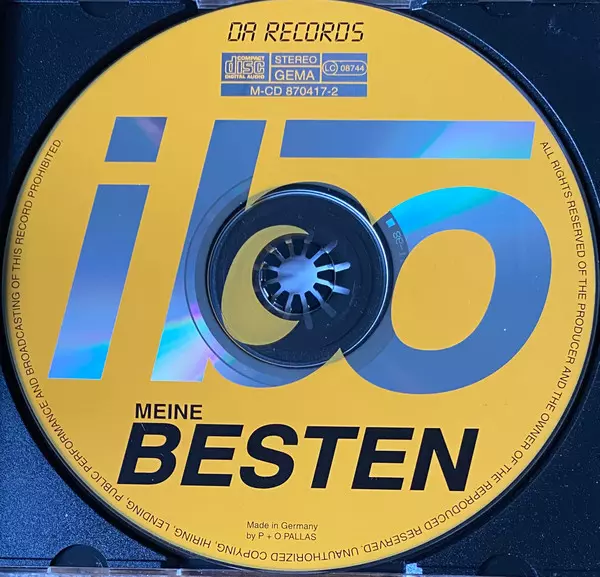 DA RECORDS
COMPACT
disc
DIGITAL AUDIO
STEREO
GEMA
LC 08744
M-CD 870417-2
ibo
MEINE
BESTEN
Made in Germany
by P + O PALLAS
ALL RIGHTS RESERVED OF THE PRODUCER AND THE OWNER OF THE REPRODUCED RESERVED. UNAUTHORIZED COPYING, HIRING, LENDING, PUBLIC PERFORMANCE AND BROADCASTING OF THIS RECORD PROHIBITED